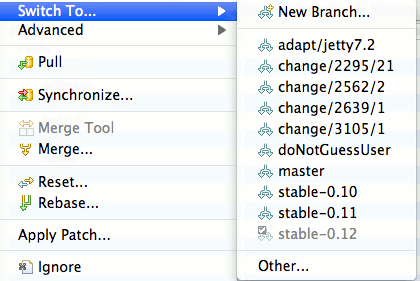 Switch To...
Advanced
Pull
Synchronize...
Merge Tool
Merge...
Reset...
Rebase...
Apply Patch...
Ignore
New Branch...
adapt/jetty7.2
change/2295/21
change/2562/2
change/2639/1
change/3105/1
doNotGuessUser
master
stable-0.10
stable-0.11
stable-0.12
Other...